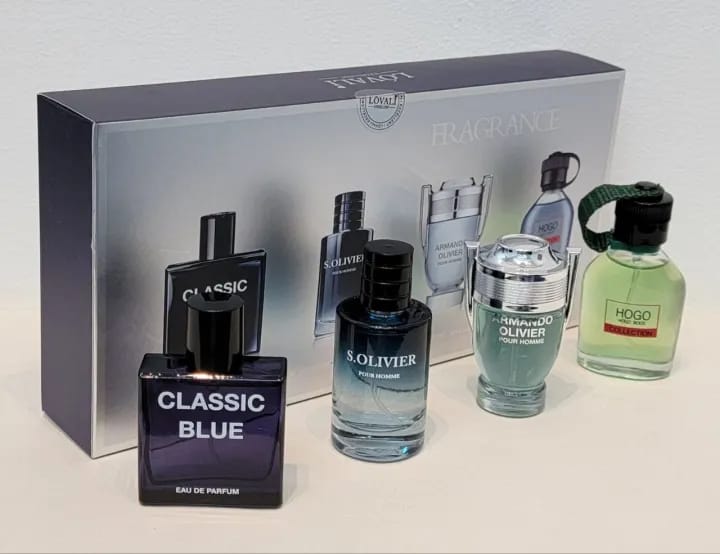 LOVALI
LOVALI
FRAGRANCE
CLASSIC
S.OLIVIER
POUR HOMME
ARMANDO
OLIVIER
POUR HOMME
HOGO
CLASSIC
BLUE
EAU DE PARFUM
S.OLIVIER
POUR HOMME
ARMANDO
OLIVIER
POUR HOMME
HOGO
COLLECTION